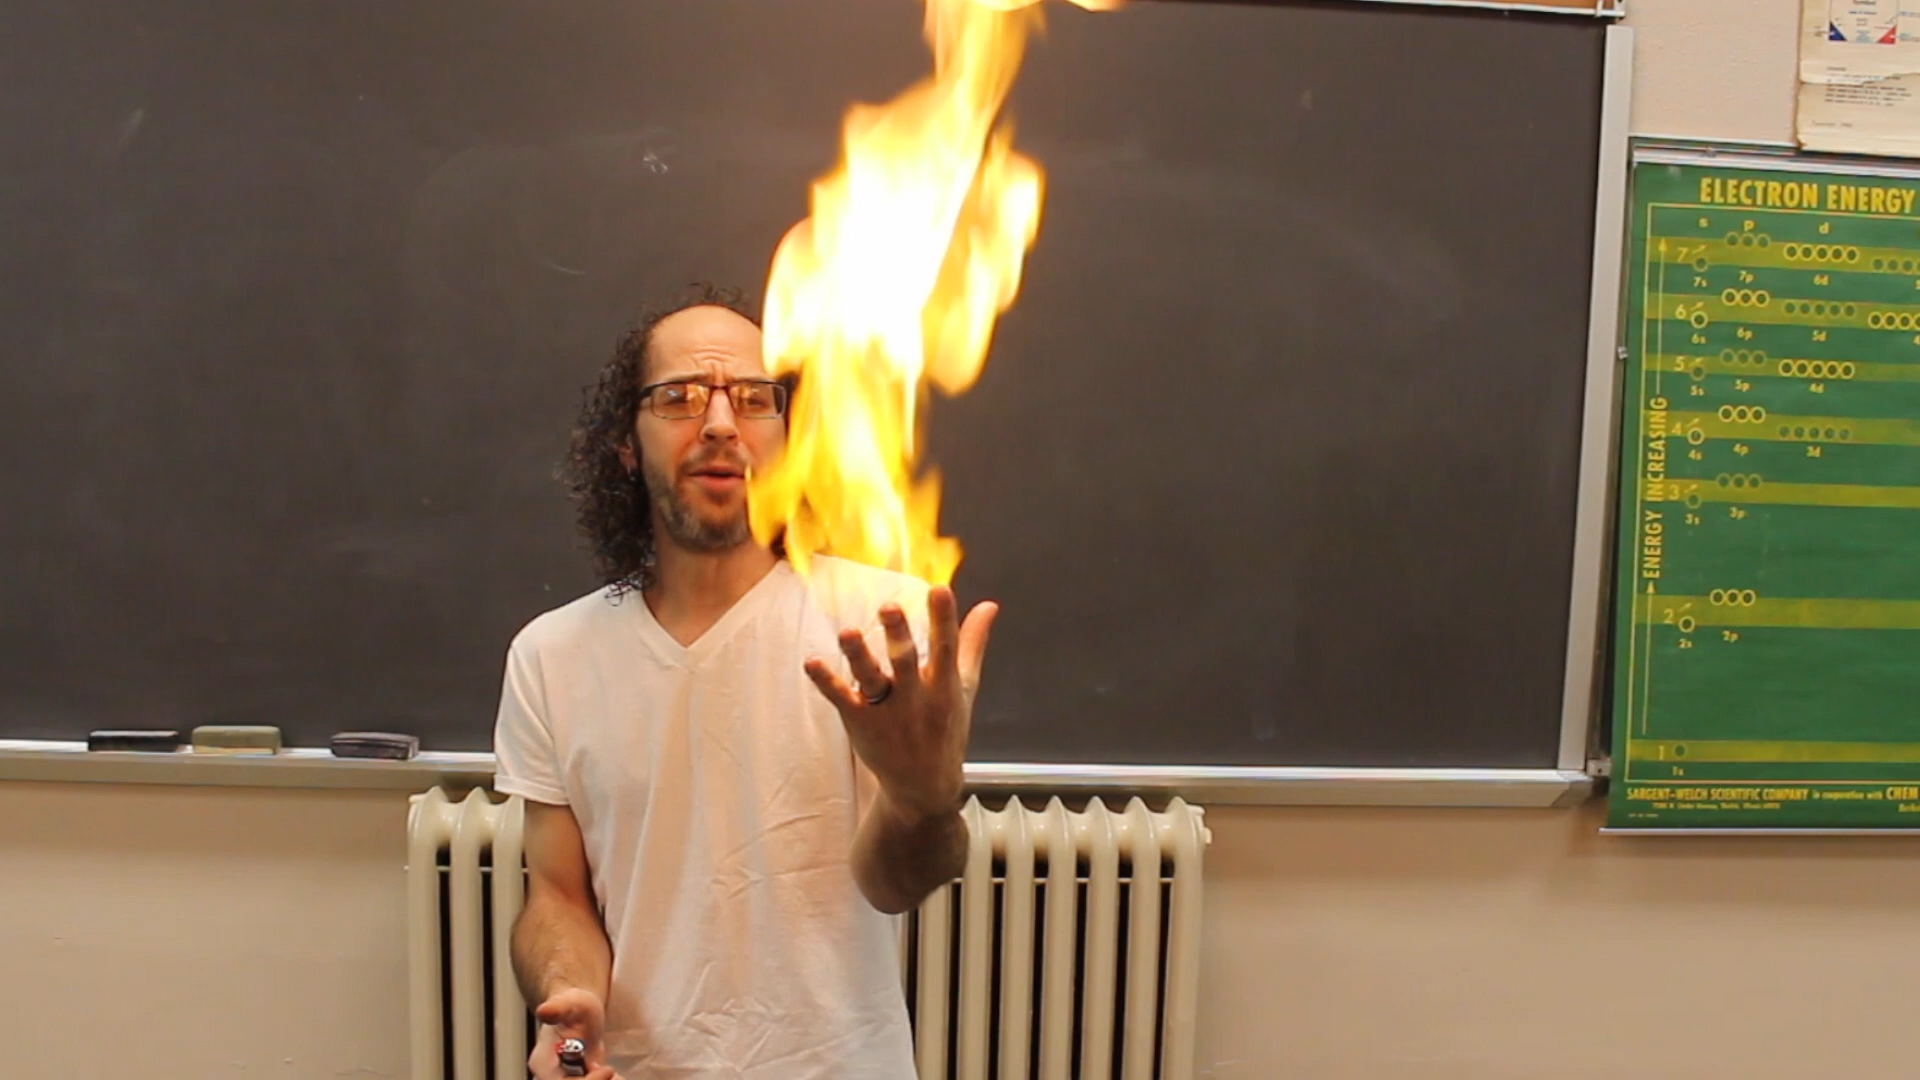 ELECTRON ENERGY
s p d
7
7s 7p 6d
6
6s 6p 5d
5
5s 5p 4d
4
4s 4p 3d
3
3s 3p
2
2s 2p
1
1s
ENERGY INCREASING
SARGENT-WELCH SCIENTIFIC COMPANY in cooperation with CHEM